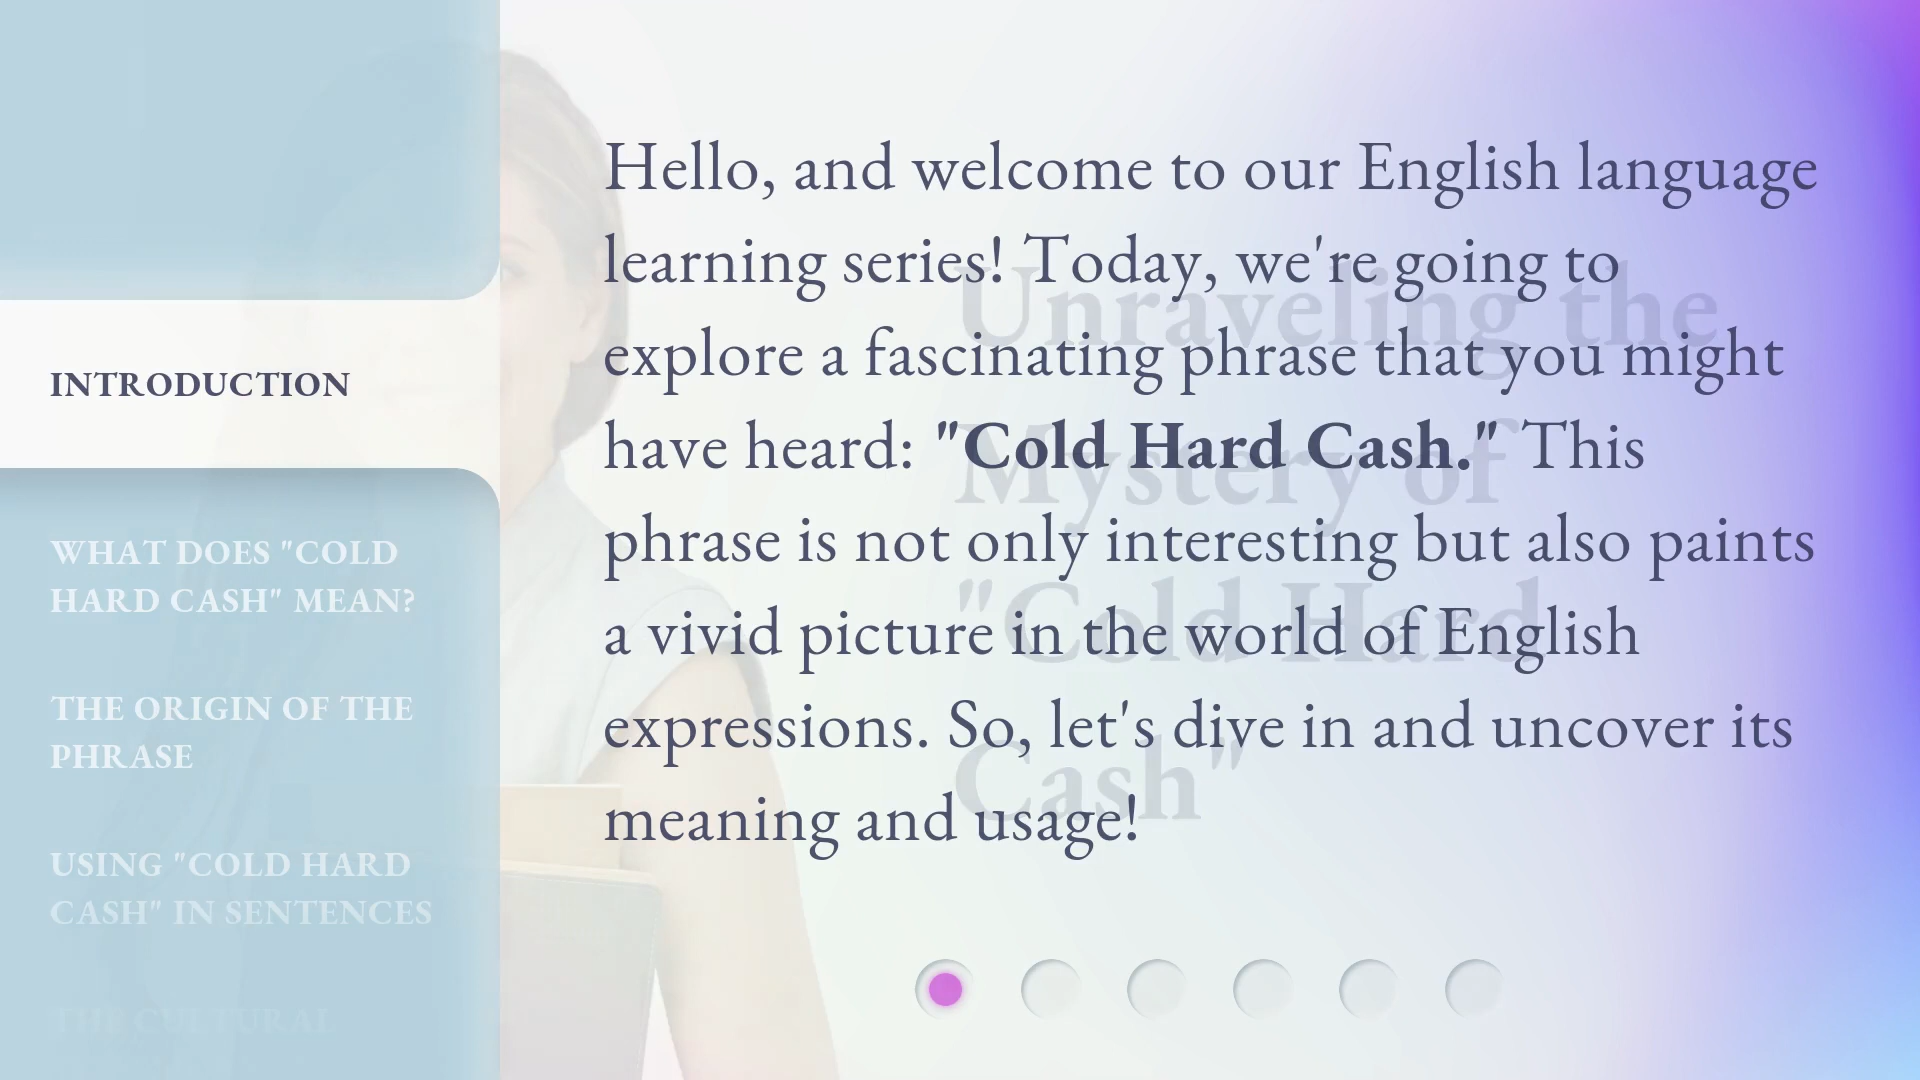 INTRODUCTION
WHAT DOES "COLD
HARD CASH" MEAN?
THE ORIGIN OF THE
PHRASE
USING "COLD HARD
CASH" IN SENTENCES
THE CULTURAL
Hello, and welcome to our English language
learning series! Today, we're going to
explore a fascinating phrase that you might
have heard: "Cold Hard Cash." This
phrase is not only interesting but also paints
a vivid picture in the world of English
expressions. So, let's dive in and uncover its
meaning and usage!
Unraveling the
Mystery of
"Cold Hard
Cash"